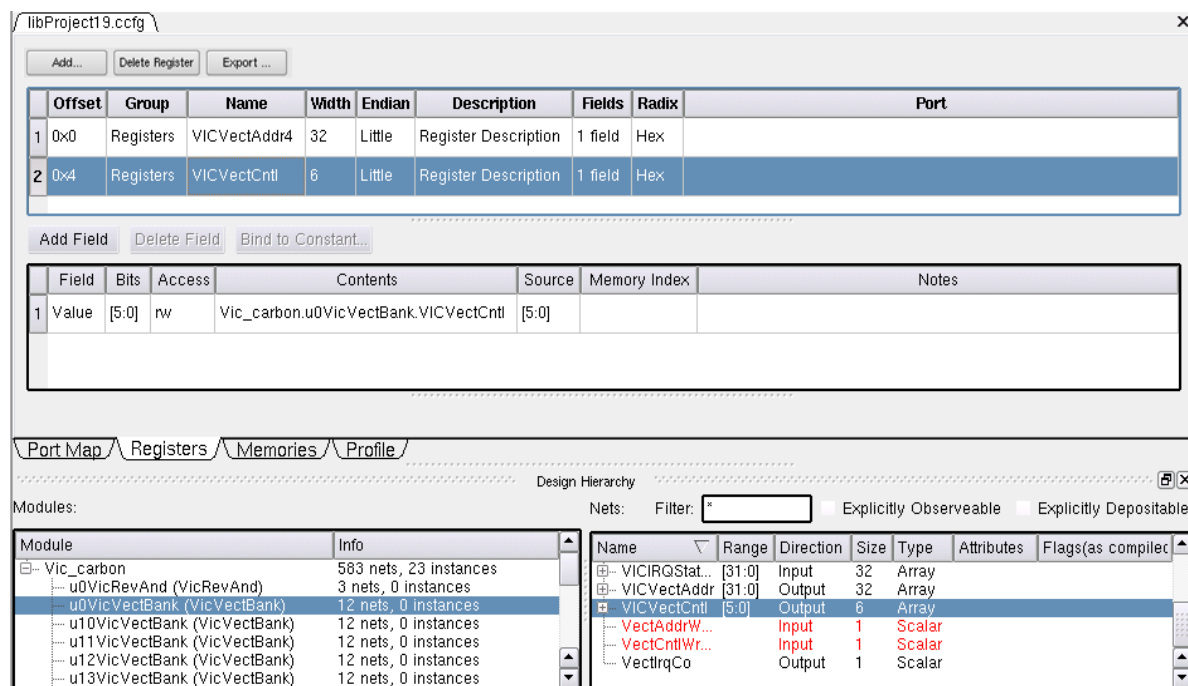 libProject19.ccfg
Add... Delete Register Export ...
Offset Group Name Width Endian Description Fields Radix Port
1 0x0 Registers VICVectAddr4 32 Little Register Description 1 field Hex
2 0x4 Registers VICVectCntl 6 Little Register Description 1 field Hex
Add Field Delete Field Bind to Constant...
Field Bits Access Contents Source Memory Index Notes
1 Value [5:0] rw Vic_carbon.u0VicVectBank.VICVectCntl [5:0]
Port Map Registers Memories Profile
Design Hierarchy
Modules: Nets: Filter: * Explicitly Observeable Explicitly Depositable
Module Info
Vic_carbon 583 nets, 23 instances
u0VicRevAnd (VicRevAnd) 3 nets, 0 instances
u0VicVectBank (VicVectBank) 12 nets, 0 instances
u10VicVectBank (VicVectBank) 12 nets, 0 instances
u11VicVectBank (VicVectBank) 12 nets, 0 instances
u12VicVectBank (VicVectBank) 12 nets, 0 instances
u13VicVectBank (VicVectBank) 12 nets, 0 instances
Name Range Direction Size Type Attributes Flags(as compilec
VICIRQStat... [31:0] Input 32 Array
VICVectAddr [31:0] Output 32 Array
VICVectCntl [5:0] Output 6 Array
VectAddrW... Input 1 Scalar
VectCntlWr... Input 1 Scalar
VectIrqCo Output 1 Scalar